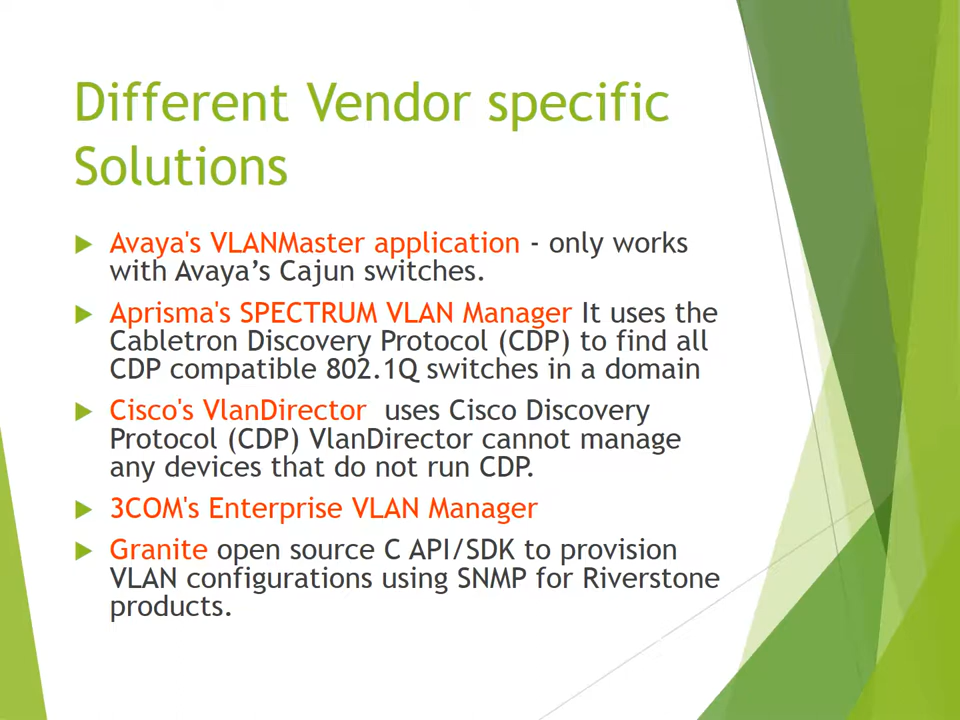 Different Vendor specific
Solutions
Avaya's VLANMaster application - only works
with Avaya’s Cajun switches.
Aprisma's SPECTRUM VLAN Manager It uses the
Cabletron Discovery Protocol (CDP) to find all
CDP compatible 802.1Q switches in a domain
Cisco's VlanDirector uses Cisco Discovery
Protocol (CDP) VlanDirector cannot manage
any devices that do not run CDP.
3COM's Enterprise VLAN Manager
Granite open source C API/SDK to provision
VLAN configurations using SNMP for Riverstone
products.